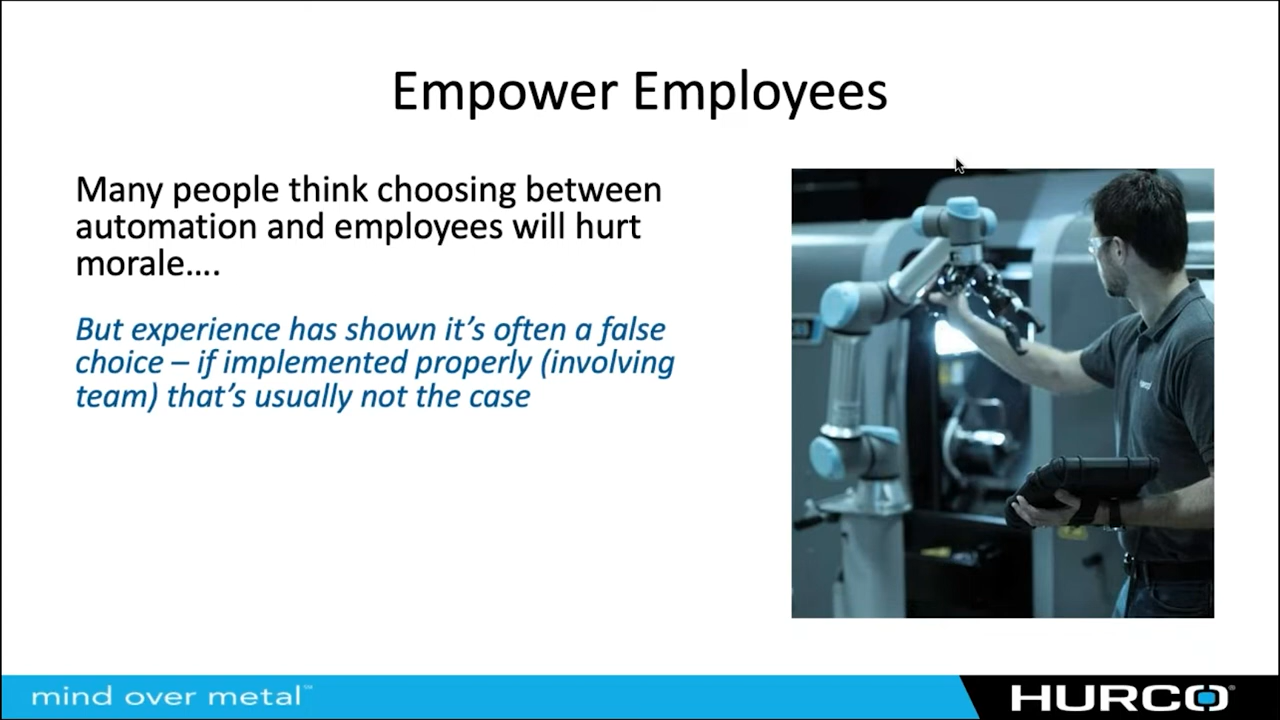 Empower Employees
Many people think choosing between
automation and employees will hurt
morale....
But experience has shown it’s often a false
choice – if implemented properly (involving
team) that’s usually not the case
mind over metal™
HURCO®